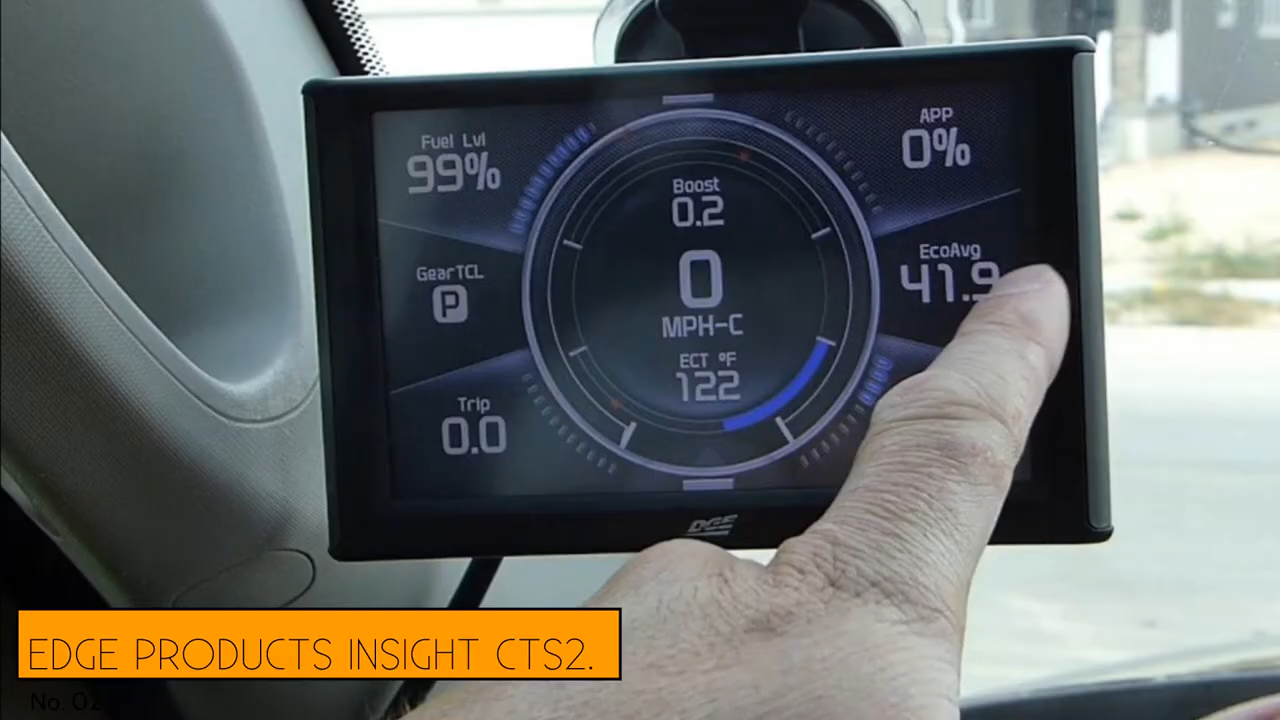 Fuel Lvl
99%
GearTCL
P
Trip
0.0
Boost
0.2
0
MPH-C
ECT °F
122
APP
0%
EcoAvg
41.9
EDGE
EDGE PRODUCTS INSIGHT CTS2.
No. 02